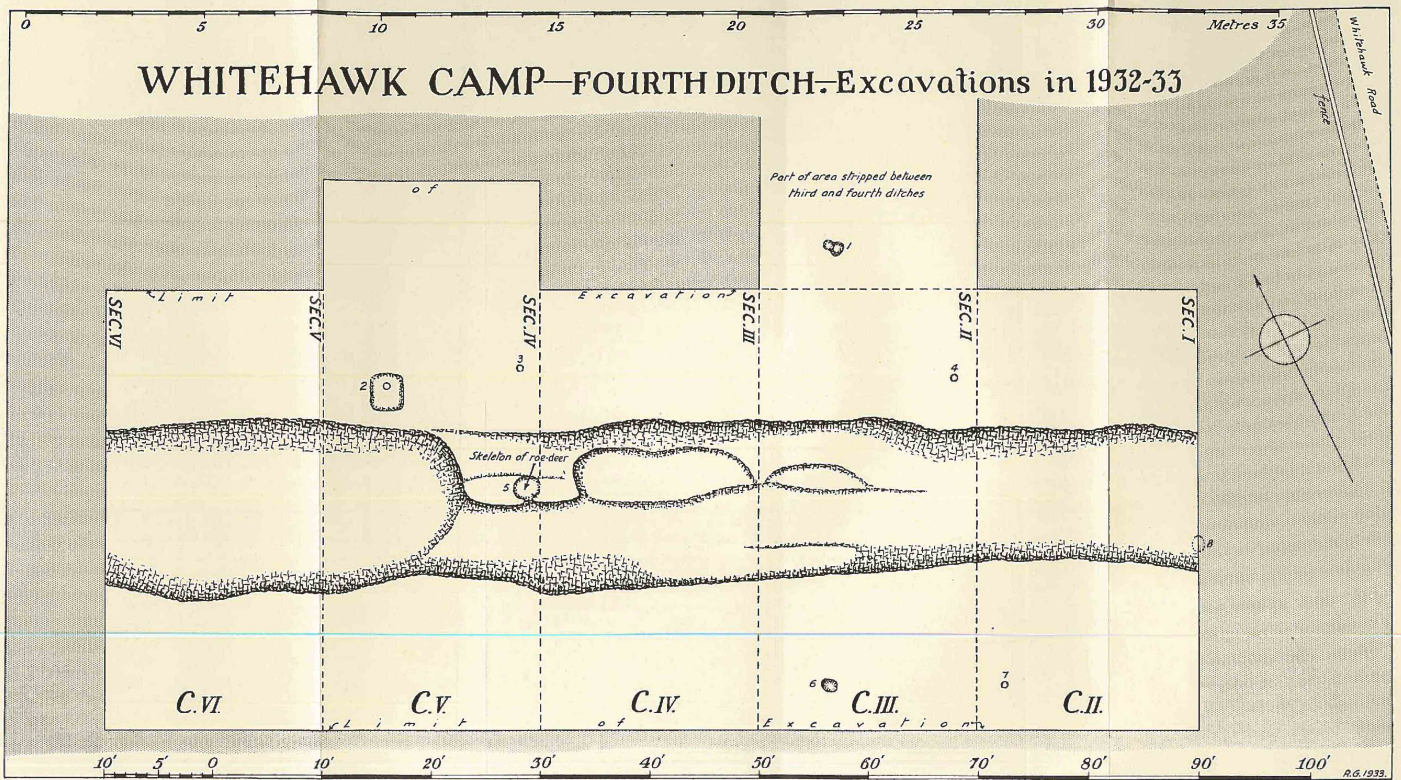 0 5 10 15 20 25 30 Metres 35
WHITEHAWK CAMP—FOURTH DITCH.—Excavations in 1932-33
Whitehawk Road
fence
Part of area stripped between
third and fourth ditches
1
of
Limit
Excavation
SEC. VI
SEC. V
SEC. IV
SEC. III
SEC. II
SEC. I
3
4
2
Skeleton of roe-deer
5
8
6
7
C.VI.
C.V.
C.IV.
C.III.
C.II.
Limit of Excavation
10' 5' 0 10' 20' 30' 40' 50' 60' 70' 80' 90' 100'
R.G. 1933.